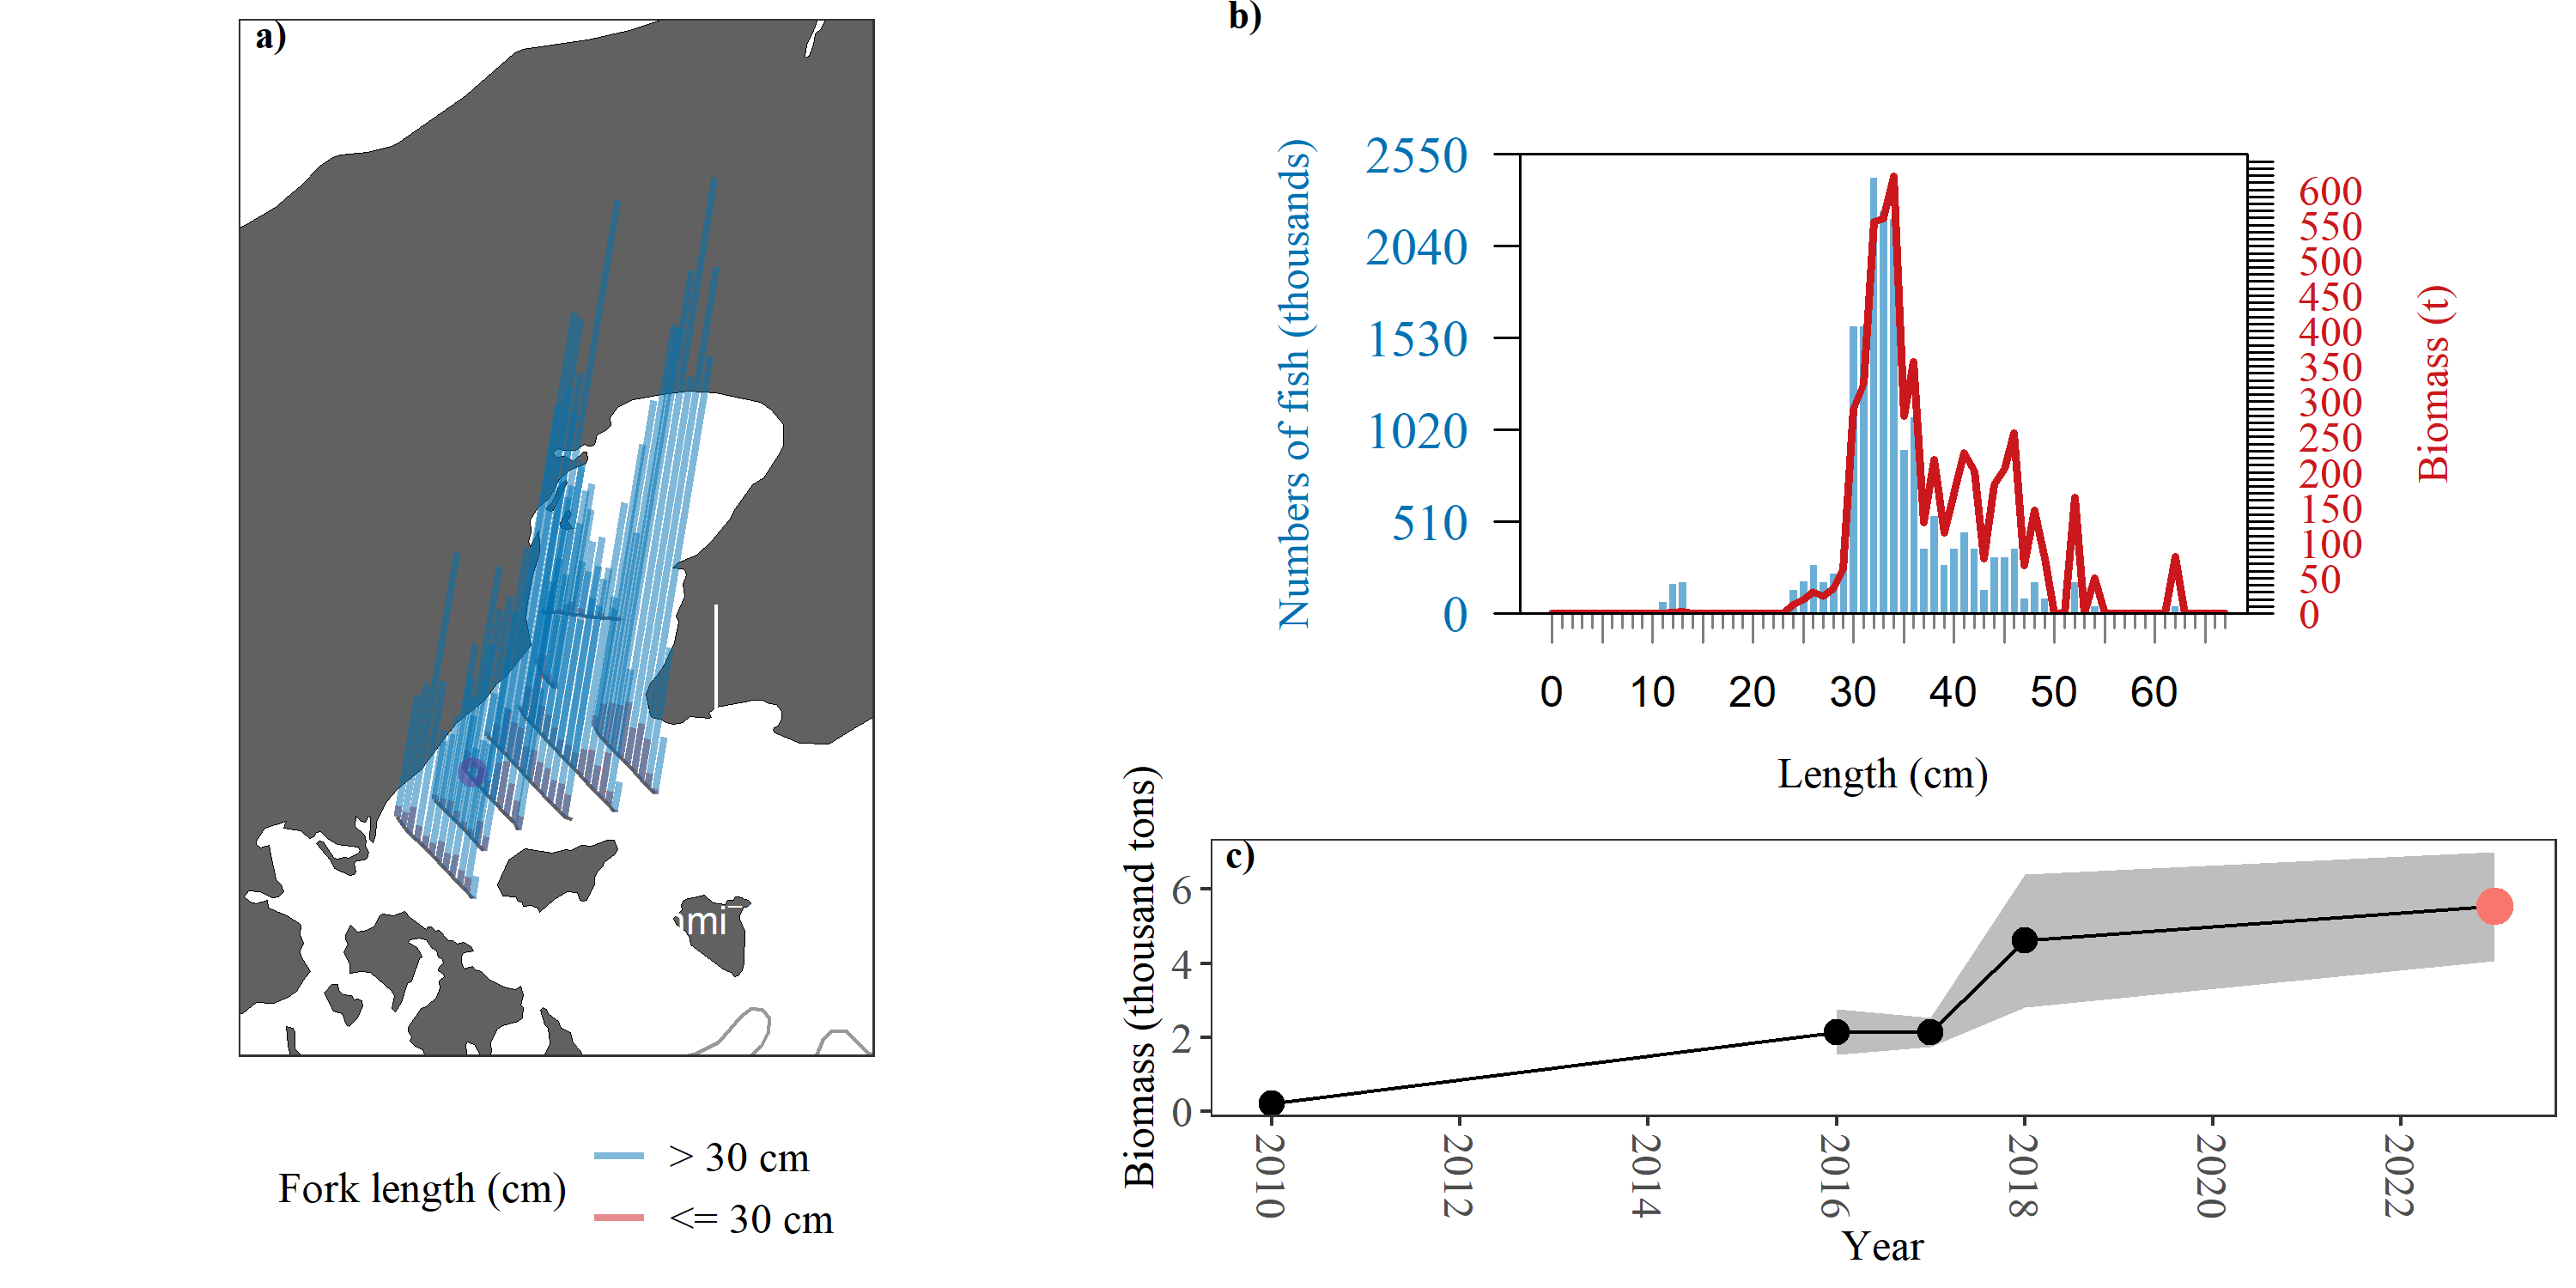 a)
nmi
Fork length (cm)
> 30 cm
<= 30 cm
b)
Numbers of fish (thousands)
2550
2040
1530
1020
510
0
600
550
500
450
400
350
300
250
200
150
100
50
0
Biomass (t)
0 10 20 30 40 50 60
Length (cm)
c)
Biomass (thousand tons)
6
4
2
0
2010 2012 2014 2016 2018 2020 2022
Year